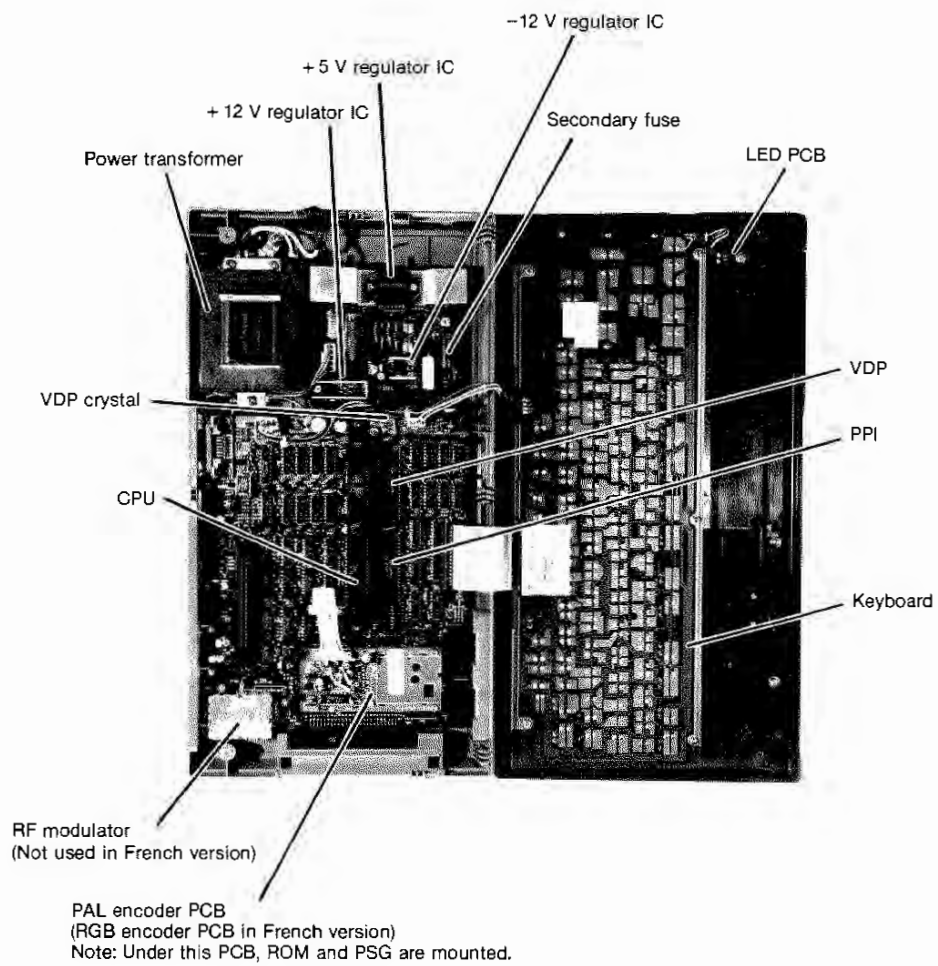 −12 V regulator IC
+5 V regulator IC
+12 V regulator IC
Secondary fuse
Power transformer
LED PCB
VDP crystal
VDP
PPI
CPU
Keyboard
RF modulator
(Not used in French version)
PAL encoder PCB
(RGB encoder PCB in French version)
Note: Under this PCB, ROM and PSG are mounted.